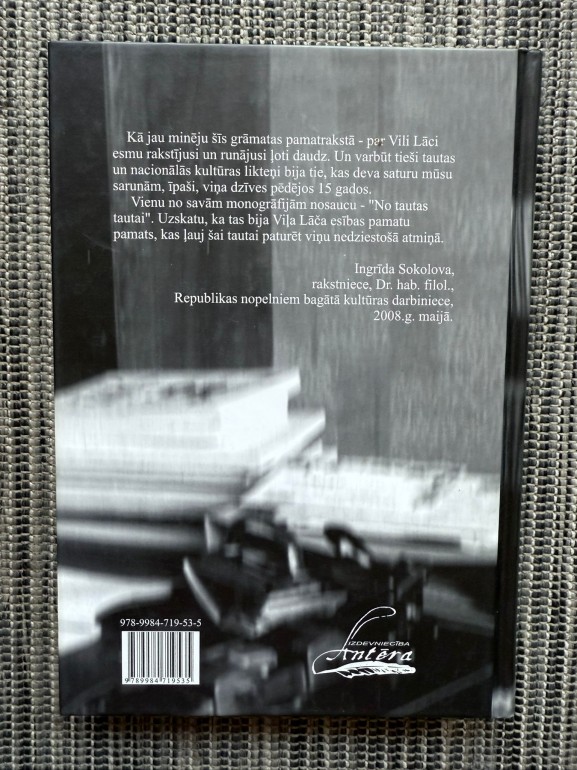 Kā jau minēju šīs grāmatas pamatrakstā - par Vili Lāci
esmu rakstījusi un runājusi ļoti daudz. Un varbūt tieši tautas
un nacionālās kultūras likteņi bija tie, kas deva saturu mūsu
sarunām, īpaši, viņa dzīves pēdējos 15 gados.
Vienu no savām monogrāfijām nosaucu - "No tautas
tautai". Uzskatu, ka tas bija Viļa Lāča esības pamatu
pamats, kas ļauj šai tautai paturēt viņu nedziestošā atmiņā.
Ingrīda Sokolova,
rakstniece, Dr. hab. filol.,
Republikas nopelniem bagātā kultūras darbiniece,
2008.g. maijā.
978-9984-719-53-5
9 789984 719535
IZDEVNIECĪBA
Antēra